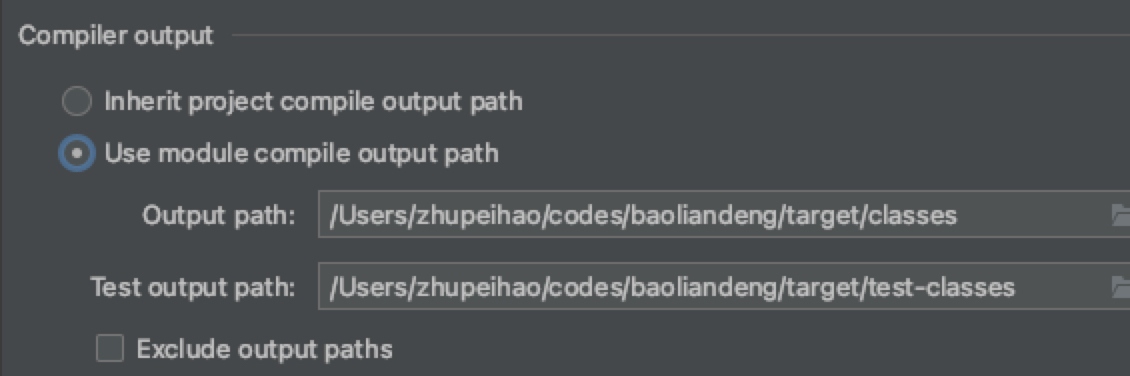 Compiler output
Inherit project compile output path
Use module compile output path
Output path: /Users/zhupeihao/codes/baoliandeng/target/classes
Test output path: /Users/zhupeihao/codes/baoliandeng/target/test-classes
Exclude output paths